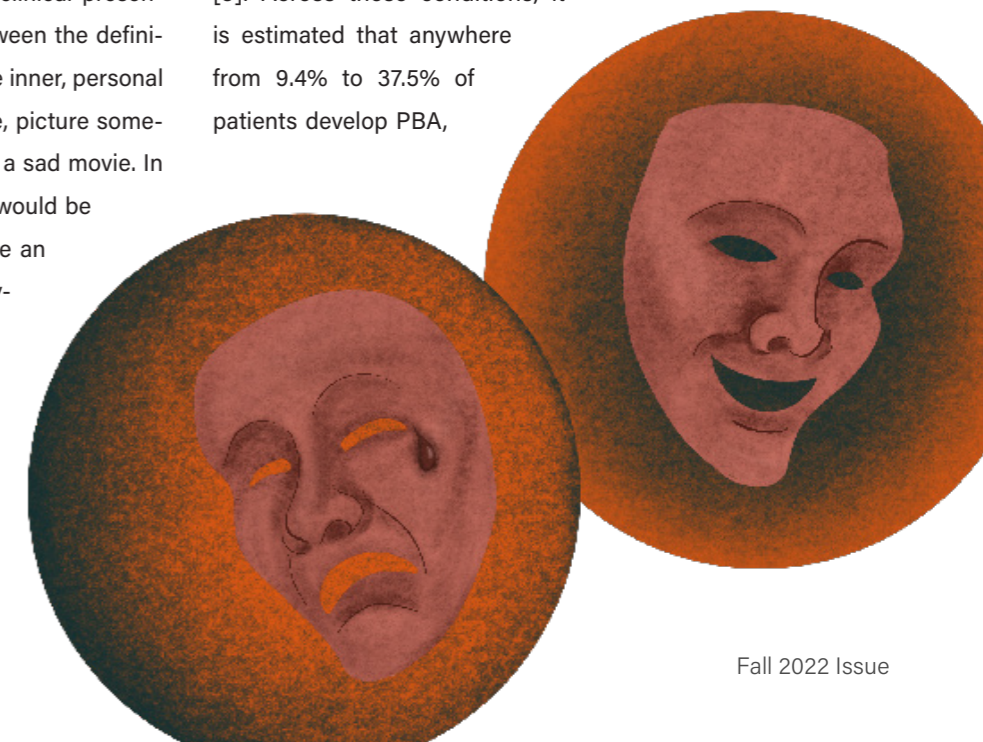 ween the defini-
e inner, personal
e, picture some-
a sad movie. In
would be
e an
y-
is estimated that anywhere
from 9.4% to 37.5% of
patients develop PBA,
Fall 2022 Issue